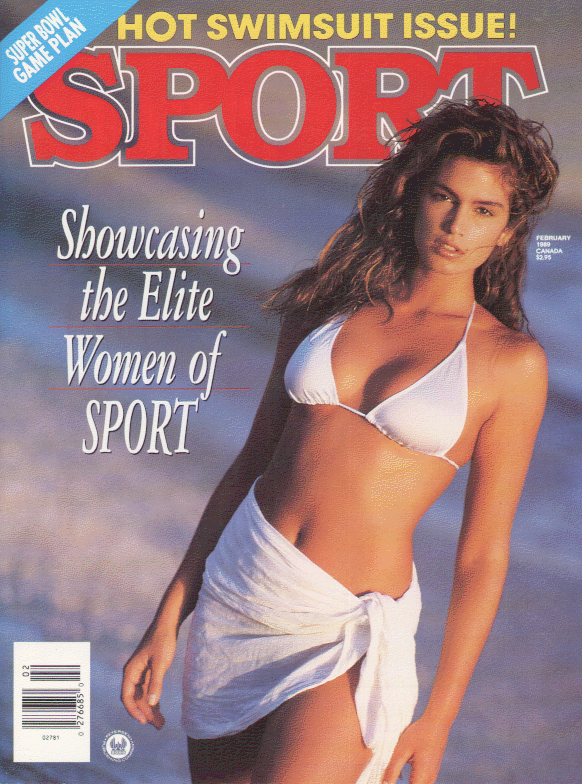 SUPER BOWL
GAME PLAN
HOT SWIMSUIT ISSUE!
SPORT
FEBRUARY
1989
CANADA
$2.95
Showcasing
the Elite
Women of
SPORT
02
0 276685 0
02781